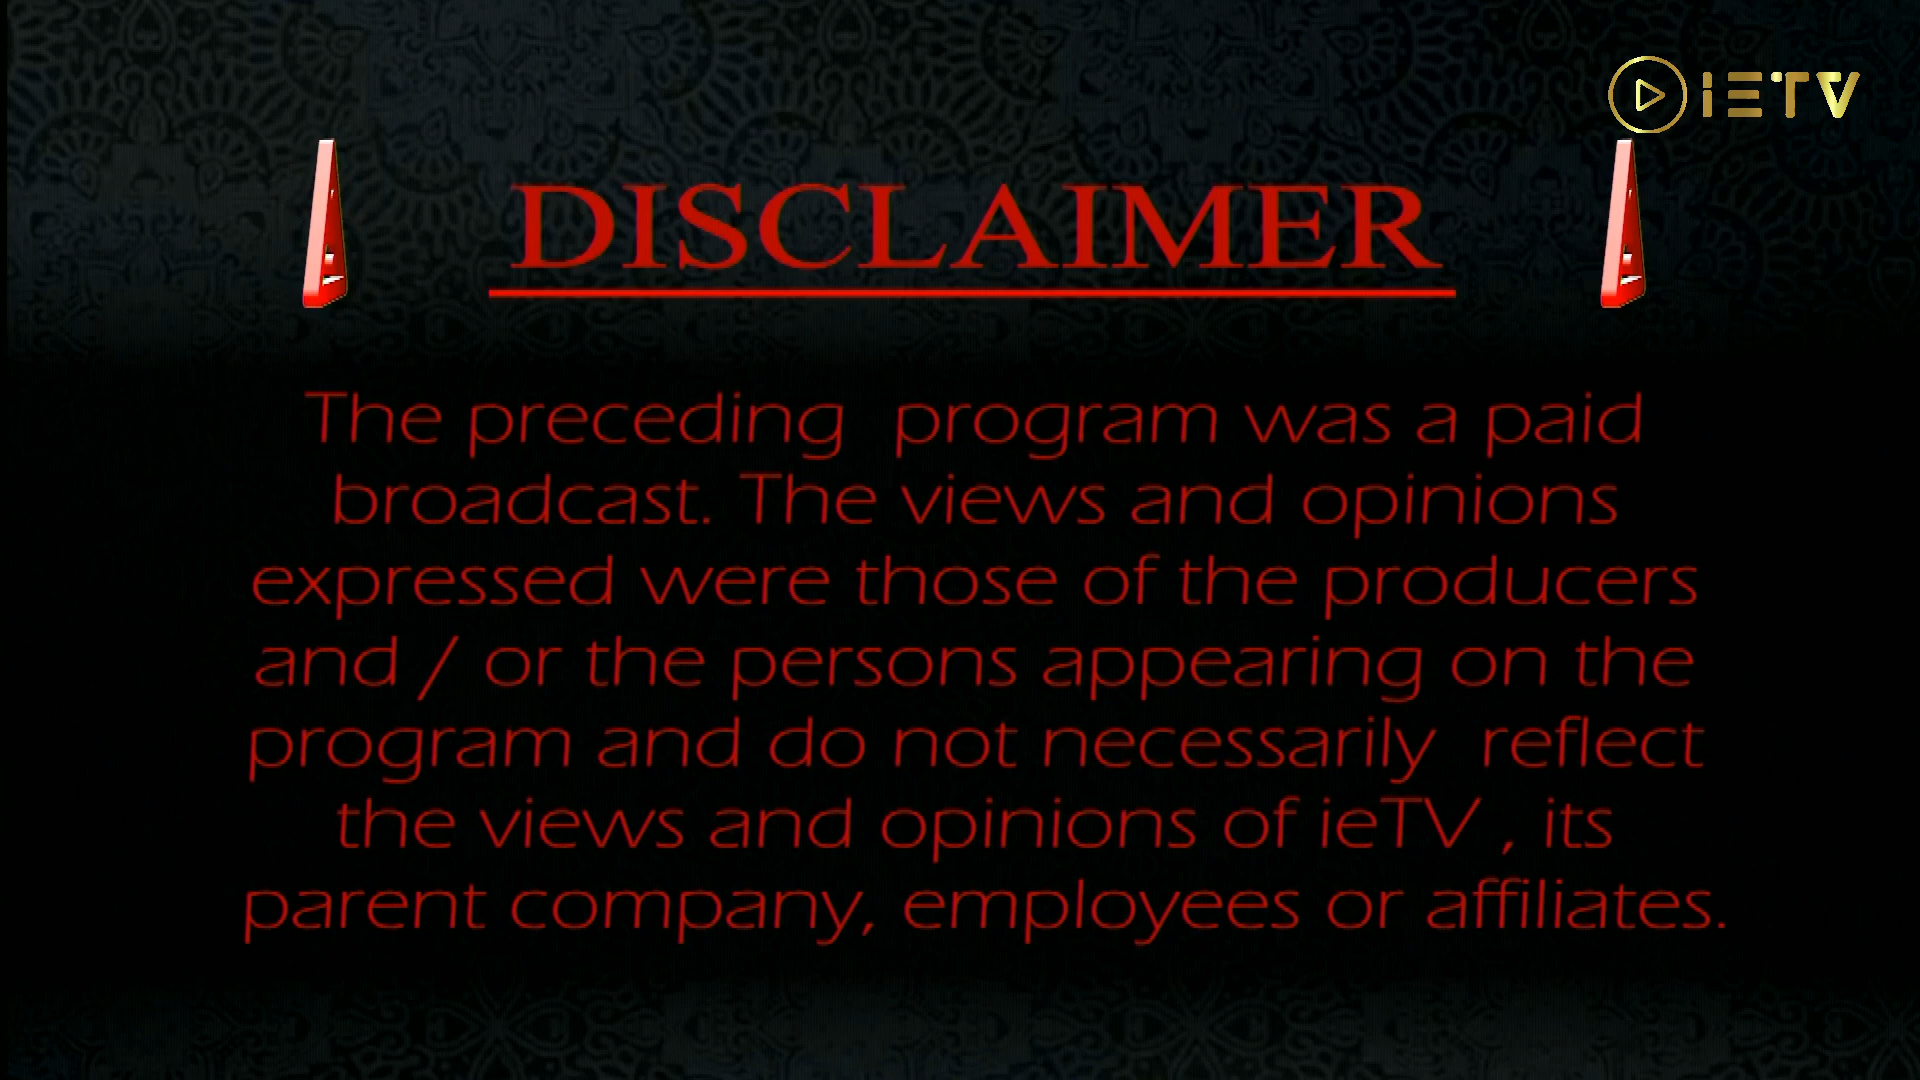 iETV
DISCLAIMER
The preceding program was a paid
broadcast. The views and opinions
expressed were those of the producers
and / or the persons appearing on the
program and do not necessarily reflect
the views and opinions of ieTV , its
parent company, employees or affiliates.